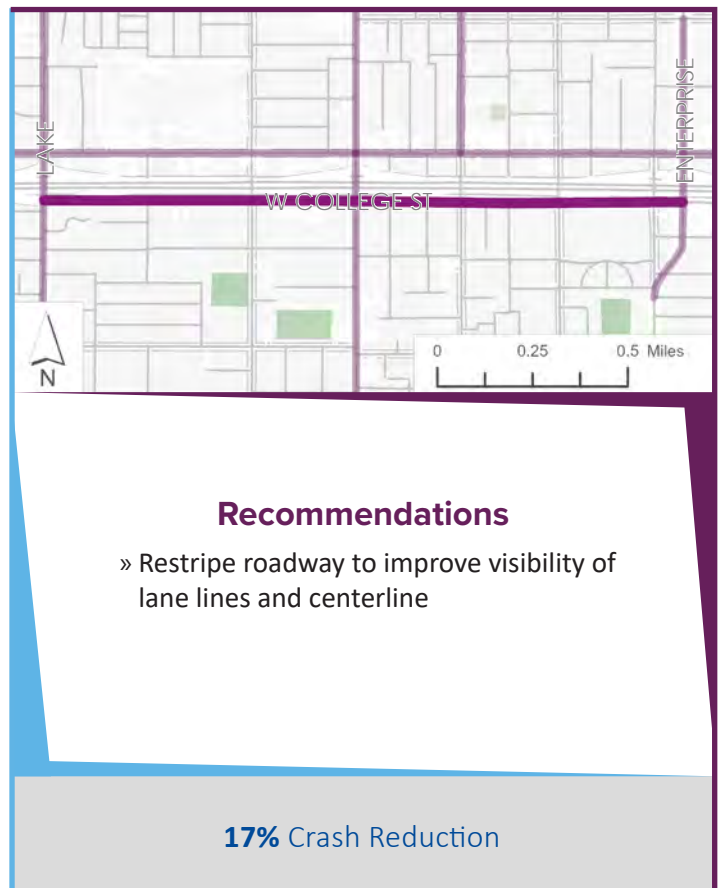 LAKE
ENTERPRISE
W COLLEGE ST
N
0 0.25 0.5 Miles
Recommendations
» Restripe roadway to improve visibility of
lane lines and centerline
17% Crash Reduction